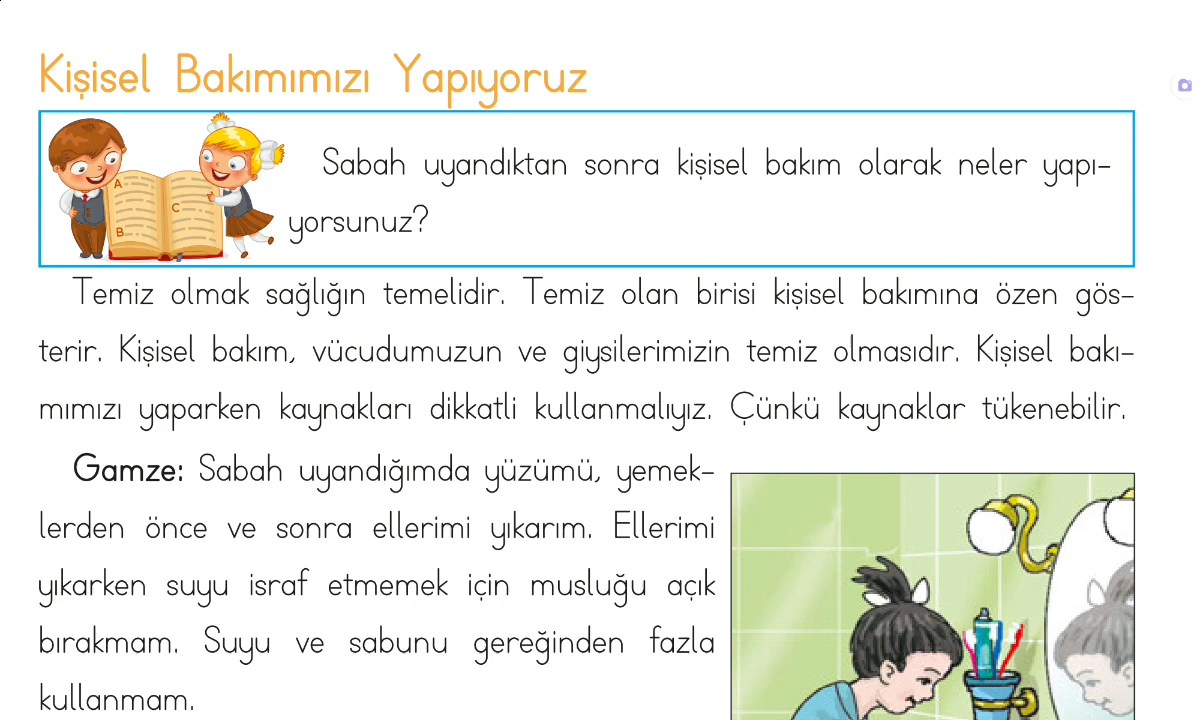 Kişisel Bakımımızı Yapıyoruz
A
B
C
Sabah uyandıktan sonra kişisel bakım olarak neler yapı-
yorsunuz?
Temiz olmak sağlığın temelidir. Temiz olan birisi kişisel bakımına özen gös-
terir. Kişisel bakım, vücudumuzun ve giysilerimizin temiz olmasıdır. Kişisel bakı-
mımızı yaparken kaynakları dikkatli kullanmalıyız. Çünkü kaynaklar tükenebilir.
Gamze: Sabah uyandığımda yüzümü, yemek-
lerden önce ve sonra ellerimi yıkarım. Ellerimi
yıkarken suyu israf etmemek için musluğu açık
bırakmam. Suyu ve sabunu gereğinden fazla
kullanmam.